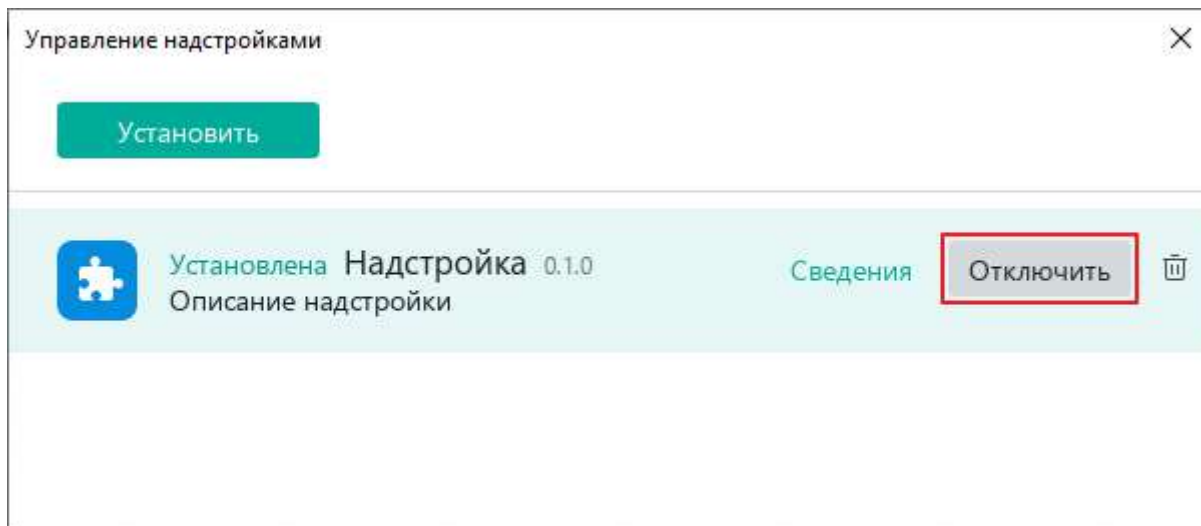 Управление надстройками
Установить
Установлена Надстройка 0.1.0 Сведения Отключить
Описание надстройки